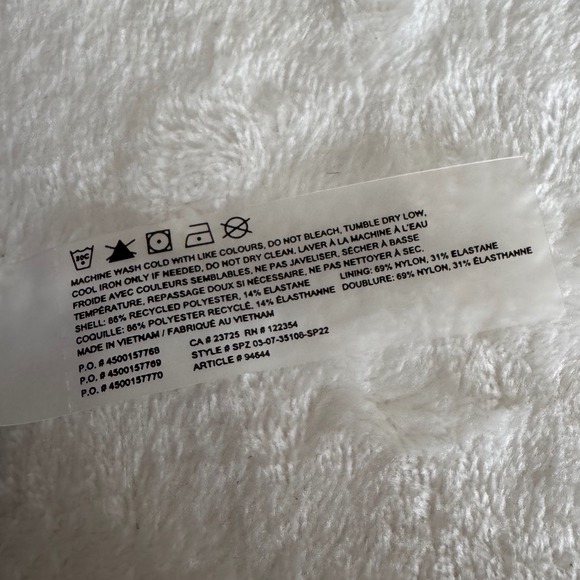 30C
MACHINE WASH COLD WITH LIKE COLOURS, DO NOT BLEACH, TUMBLE DRY LOW,
COOL IRON ONLY IF NEEDED, DO NOT DRY CLEAN. LAVER À LA MACHINE À L'EAU
FROIDE AVEC COULEURS SEMBLABLES, NE PAS JAVELISER, SÉCHER À BASSE
TEMPÉRATURE, REPASSAGE DOUX SI NÉCESSAIRE, NE PAS NETTOYER À SEC.
SHELL: 86% RECYCLED POLYESTER, 14% ELASTANE LINING: 69% NYLON, 31% ELASTANE
COQUILLE: 86% POLYESTER RECYCLÉ, 14% ÉLASTHANNE DOUBLURE: 69% NYLON, 31% ÉLASTHANNE
MADE IN VIETNAM / FABRIQUÉ AU VIETNAM
P.O. # 4500157768 CA # 23725 RN # 122354
P.O. # 4500157769 STYLE # SPZ 03-07-35106-SP22
P.O. # 4500157770 ARTICLE # 94644